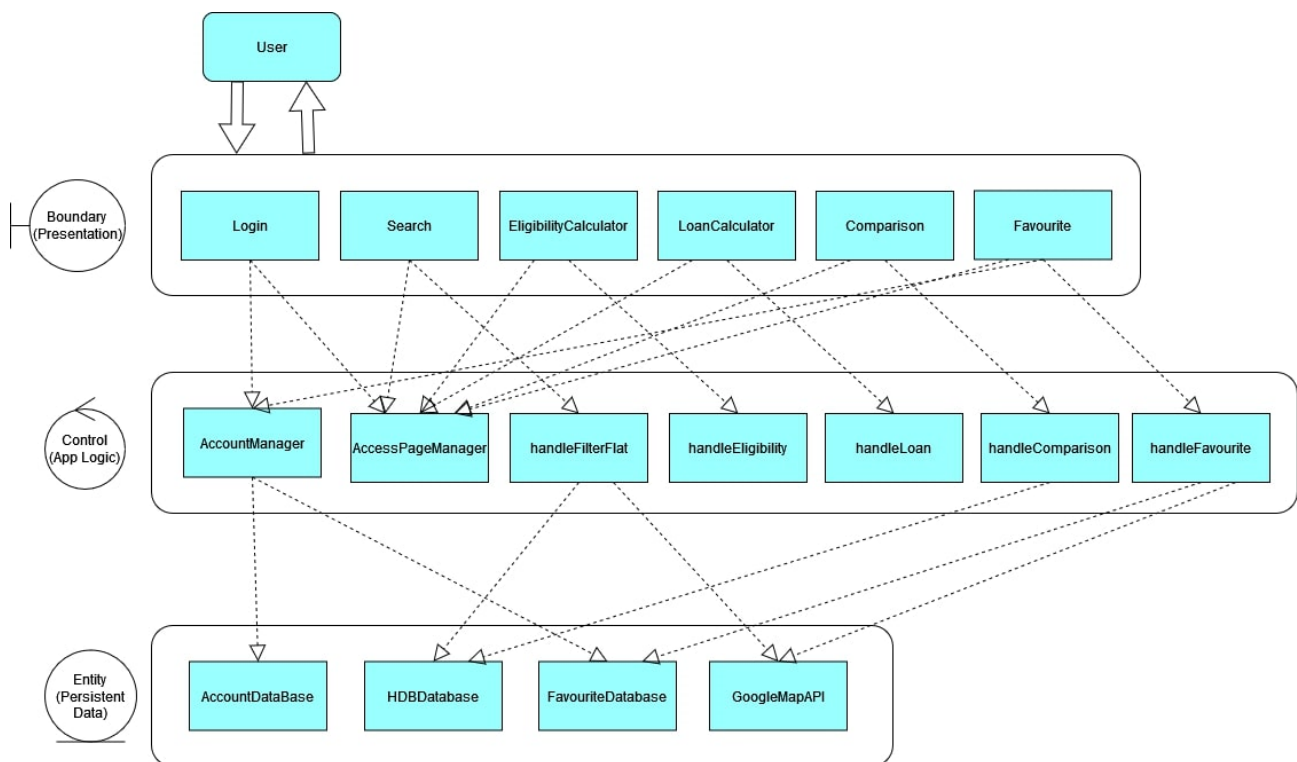 User
Boundary
(Presentation)
Login
Search
EligibilityCalculator
LoanCalculator
Comparison
Favourite
Control
(App Logic)
AccountManager
AccessPageManager
handleFilterFlat
handleEligibility
handleLoan
handleComparison
handleFavourite
Entity
(Persistent
Data)
AccountDataBase
HDBDatabase
FavouriteDatabase
GoogleMapAPI